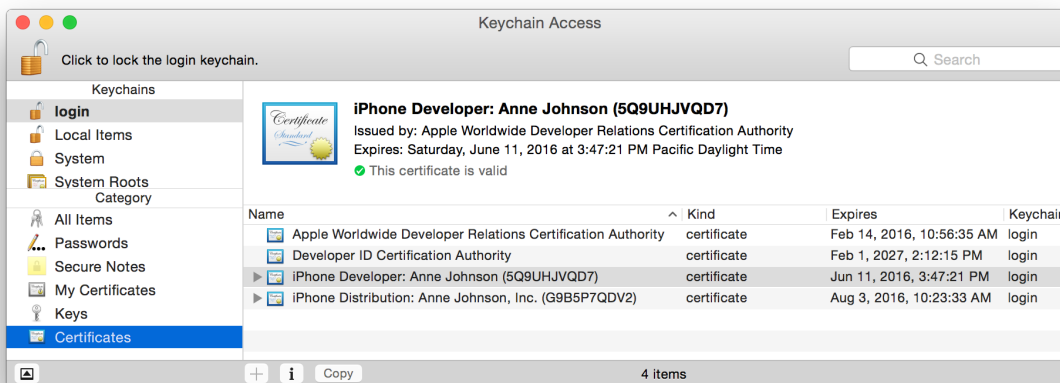 Keychain Access
Click to lock the login keychain.
Search
Keychains
login
Local Items
System
System Roots
Category
All Items
Passwords
Secure Notes
My Certificates
Keys
Certificates
Certificate
Standard
iPhone Developer: Anne Johnson (5Q9UHJVQD7)
Issued by: Apple Worldwide Developer Relations Certification Authority
Expires: Saturday, June 11, 2016 at 3:47:21 PM Pacific Daylight Time
This certificate is valid
Name Kind Expires Keychain
Apple Worldwide Developer Relations Certification Authority certificate Feb 14, 2016, 10:56:35 AM login
Developer ID Certification Authority certificate Feb 1, 2027, 2:12:15 PM login
iPhone Developer: Anne Johnson (5Q9UHJVQD7) certificate Jun 11, 2016, 3:47:21 PM login
iPhone Distribution: Anne Johnson, Inc. (G9B5P7QDV2) certificate Aug 3, 2016, 10:23:33 AM login
+ i Copy 4 items